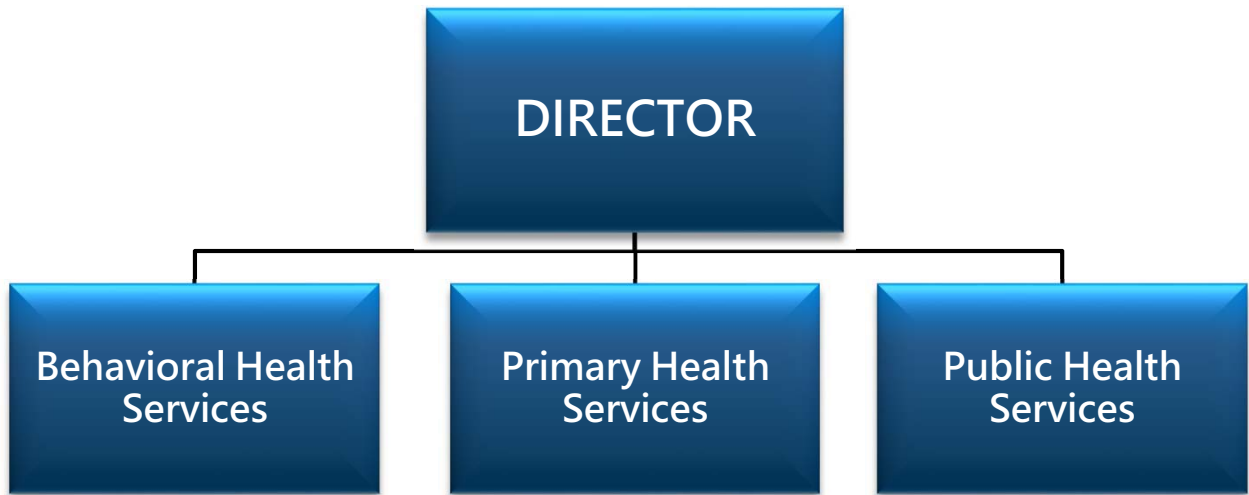 DIRECTOR
Behavioral Health
Services
Primary Health
Services
Public Health
Services